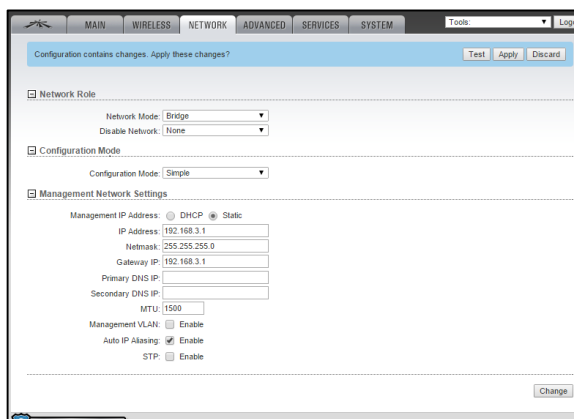 MAIN WIRELESS NETWORK ADVANCED SERVICES SYSTEM Tools:
Configuration contains changes. Apply these changes? Test Apply Discard
Network Role
Network Mode: Bridge
Disable Network: None
Configuration Mode
Configuration Mode: Simple
Management Network Settings
Management IP Address: DHCP Static
IP Address: 192.168.3.1
Netmask: 255.255.255.0
Gateway IP: 192.168.3.1
Primary DNS IP:
Secondary DNS IP:
MTU: 1500
Management VLAN: Enable
Auto IP Aliasing: Enable
STP: Enable
Change